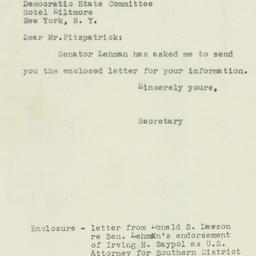 Democratic State Committee
Hotel Biltmore
New York, N. Y.
Dear Mr.Fitzpatrick:
Senator Lehman has asked me to send
you the enclosed letter for your information.
Sincerely yours,
Secretary
Enclosure - letter from Donald S. Dawson
re Sen. Lehman's endorsement
of Irving H. Saypol as U.S.
Attorney for Southern District